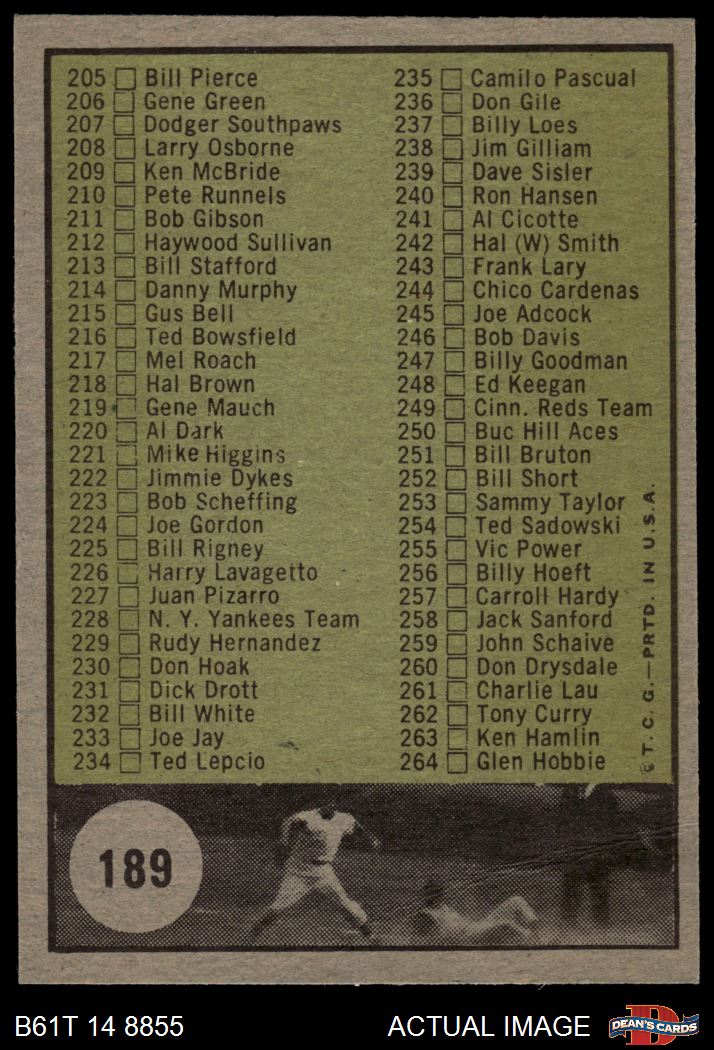 205 Bill Pierce
206 Gene Green
207 Dodger Southpaws
208 Larry Osborne
209 Ken McBride
210 Pete Runnels
211 Bob Gibson
212 Haywood Sullivan
213 Bill Stafford
214 Danny Murphy
215 Gus Bell
216 Ted Bowsfield
217 Mel Roach
218 Hal Brown
219 Gene Mauch
220 Al Dark
221 Mike Higgins
222 Jimmie Dykes
223 Bob Scheffing
224 Joe Gordon
225 Bill Rigney
226 Harry Lavagetto
227 Juan Pizarro
228 N. Y. Yankees Team
229 Rudy Hernandez
230 Don Hoak
231 Dick Drott
232 Bill White
233 Joe Jay
234 Ted Lepcio
235 Camilo Pascual
236 Don Gile
237 Billy Loes
238 Jim Gilliam
239 Dave Sisler
240 Ron Hansen
241 Al Cicotte
242 Hal (W) Smith
243 Frank Lary
244 Chico Cardenas
245 Joe Adcock
246 Bob Davis
247 Billy Goodman
248 Ed Keegan
249 Cinn. Reds Team
250 Buc Hill Aces
251 Bill Bruton
252 Bill Short
253 Sammy Taylor
254 Ted Sadowski
255 Vic Power
256 Billy Hoeft
257 Carroll Hardy
258 Jack Sanford
259 John Schaive
260 Don Drysdale
261 Charlie Lau
262 Tony Curry
263 Ken Hamlin
264 Glen Hobbie
© T. C. G.—PRTD. IN U.S.A.
189
B61T 14 8855
ACTUAL IMAGE
DEAN'S CARDS